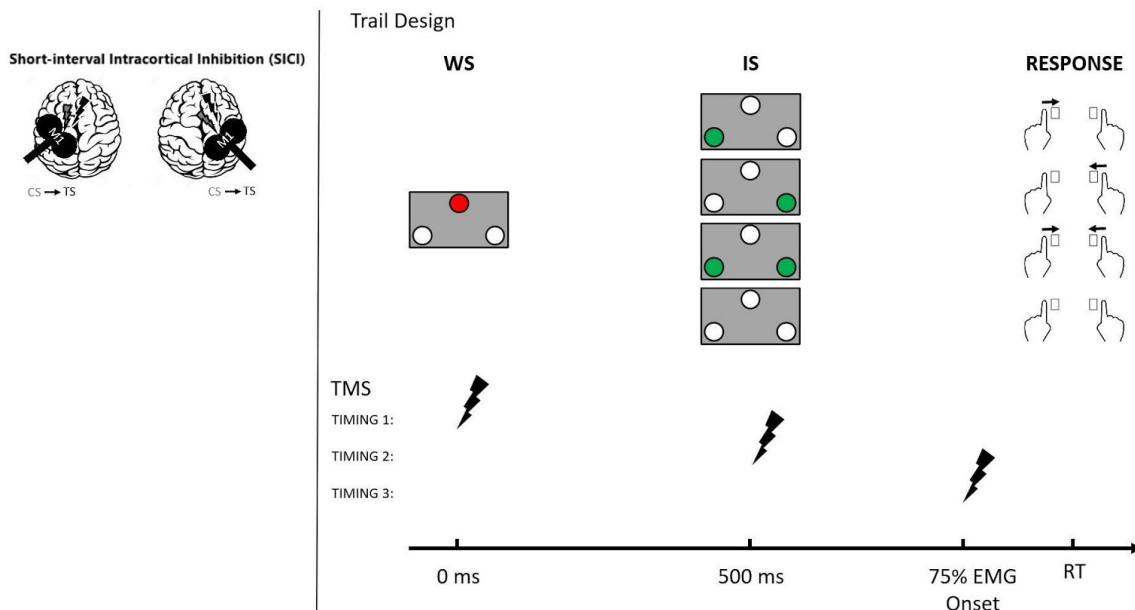 Trail Design
Short-interval Intracortical Inhibition (SICI)
M1
M1
CS → TS
CS → TS
WS
IS
RESPONSE
TMS
TIMING 1:
TIMING 2:
TIMING 3:
0 ms
500 ms
75% EMG
Onset
RT